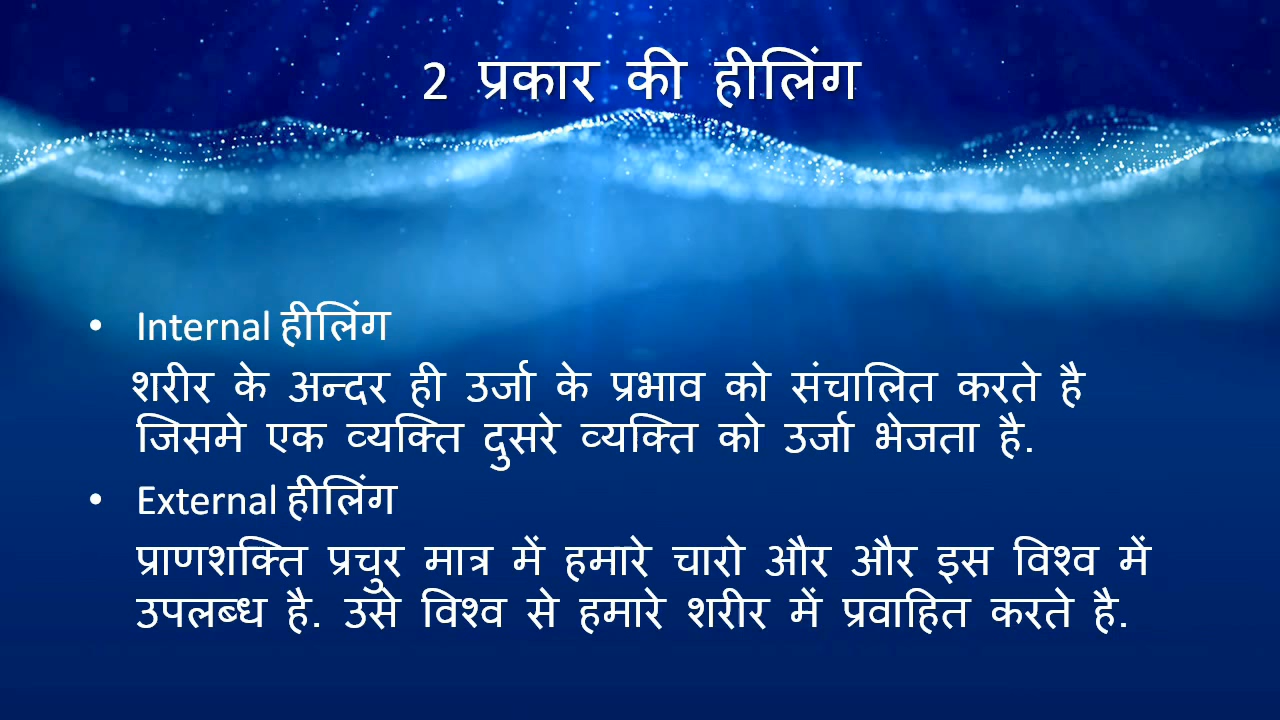 2 प्रकार की हीलिंग
• Internal हीलिंग
शरीर के अन्दर ही उर्जा के प्रभाव को संचालित करते है
जिसमे एक व्यक्ति दुसरे व्यक्ति को उर्जा भेजता है.
• External हीलिंग
प्राणशक्ति प्रचुर मात्र में हमारे चारो और और इस विश्व में
उपलब्ध है. उसे विश्व से हमारे शरीर में प्रवाहित करते है.